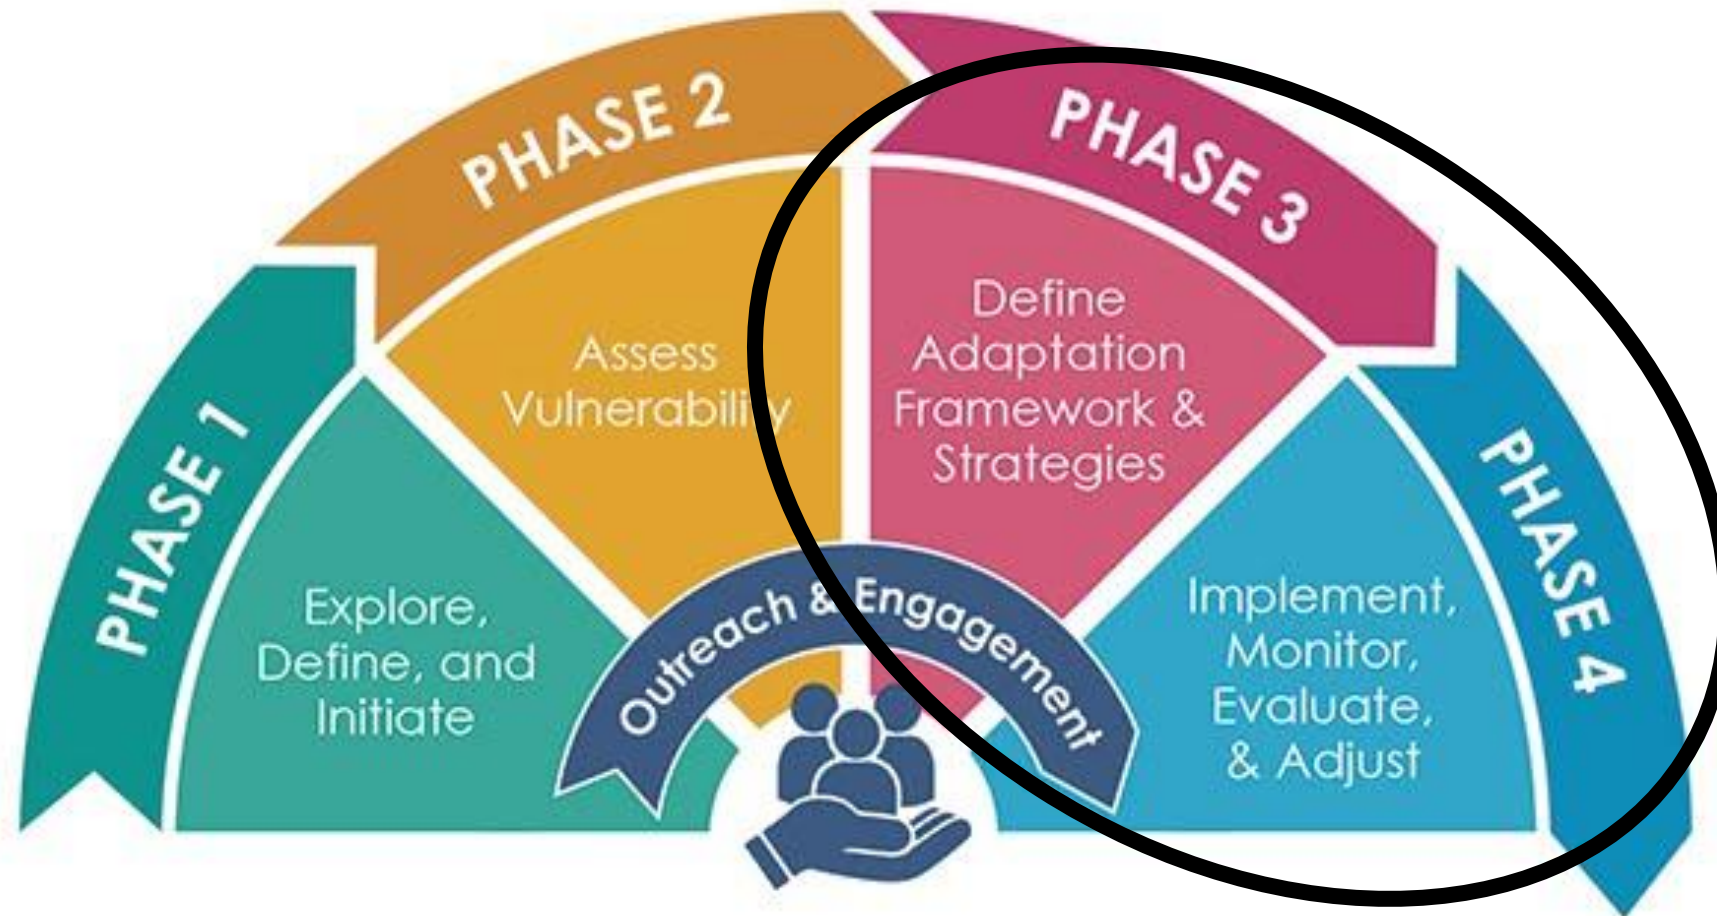 PHASE 1
Explore,
Define, and
Initiate
PHASE 2
Assess
Vulnerability
PHASE 3
Define
Adaptation
Framework &
Strategies
PHASE 4
Implement,
Monitor,
Evaluate,
& Adjust
Outreach & Engagement